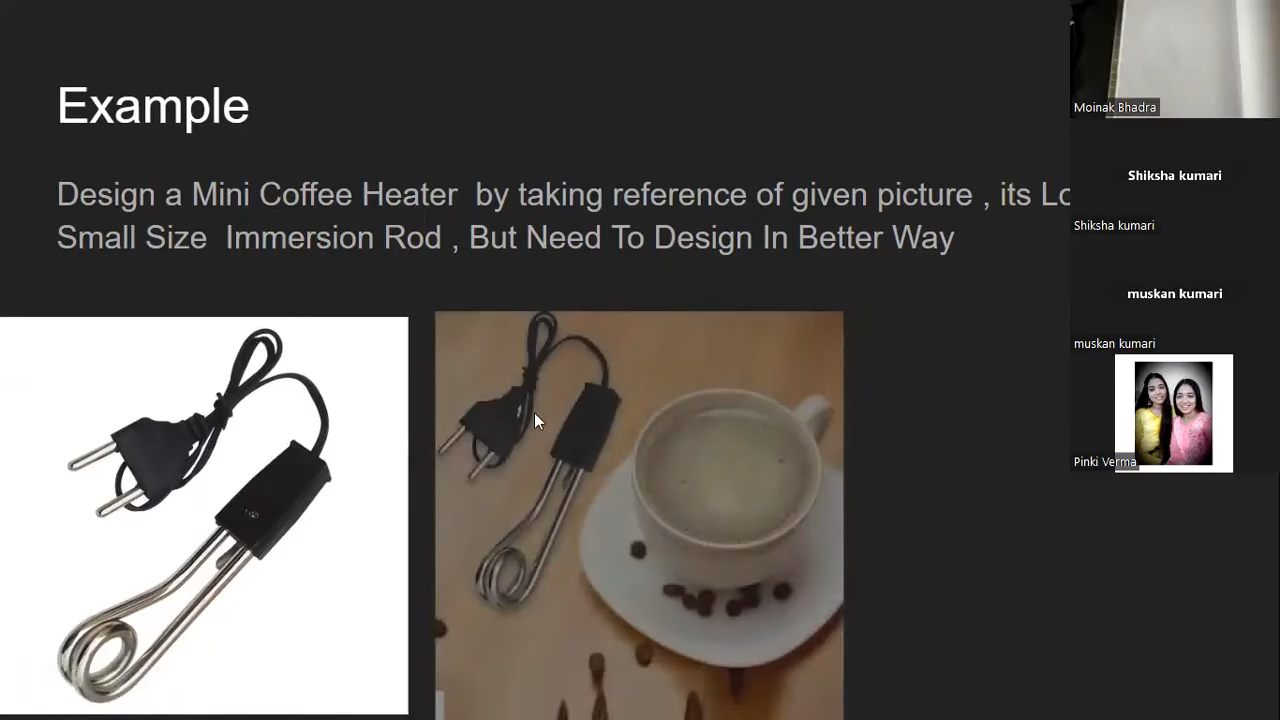 Example
Design a Mini Coffee Heater by taking reference of given picture , its
Small Size Immersion Rod , But Need To Design In Better Way
Moinak Bhadra
Shiksha kumari
Shiksha kumari
muskan kumari
muskan kumari
Pinki Verma